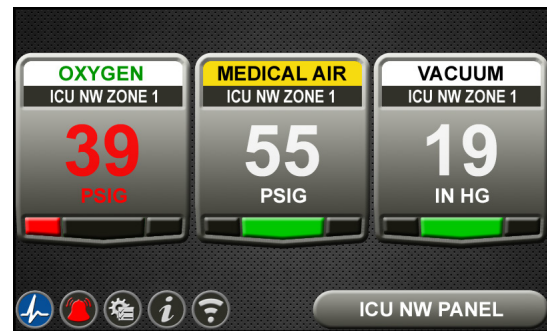 OXYGEN
ICU NW ZONE 1
39
PSIG
MEDICAL AIR
ICU NW ZONE 1
55
PSIG
VACUUM
ICU NW ZONE 1
19
IN HG
i
ICU NW PANEL